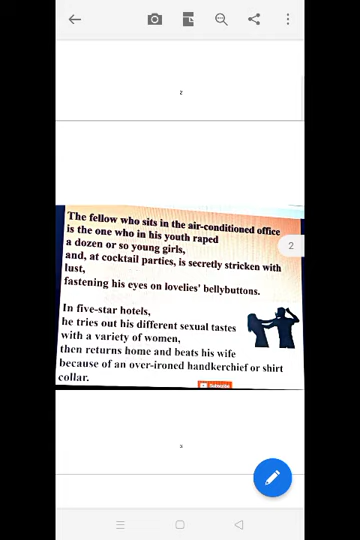 2
The fellow who sits in the air-conditioned office
is the one who in his youth raped
a dozen or so young girls,
2
and, at cocktail parties, is secretly stricken with
lust,
fastening his eyes on lovelies' bellybuttons.
In five-star hotels,
he tries out his different sexual tastes
with a variety of women,
then returns home and beats his wife
because of an over-ironed handkerchief or shirt
collar.
Subscribe
3